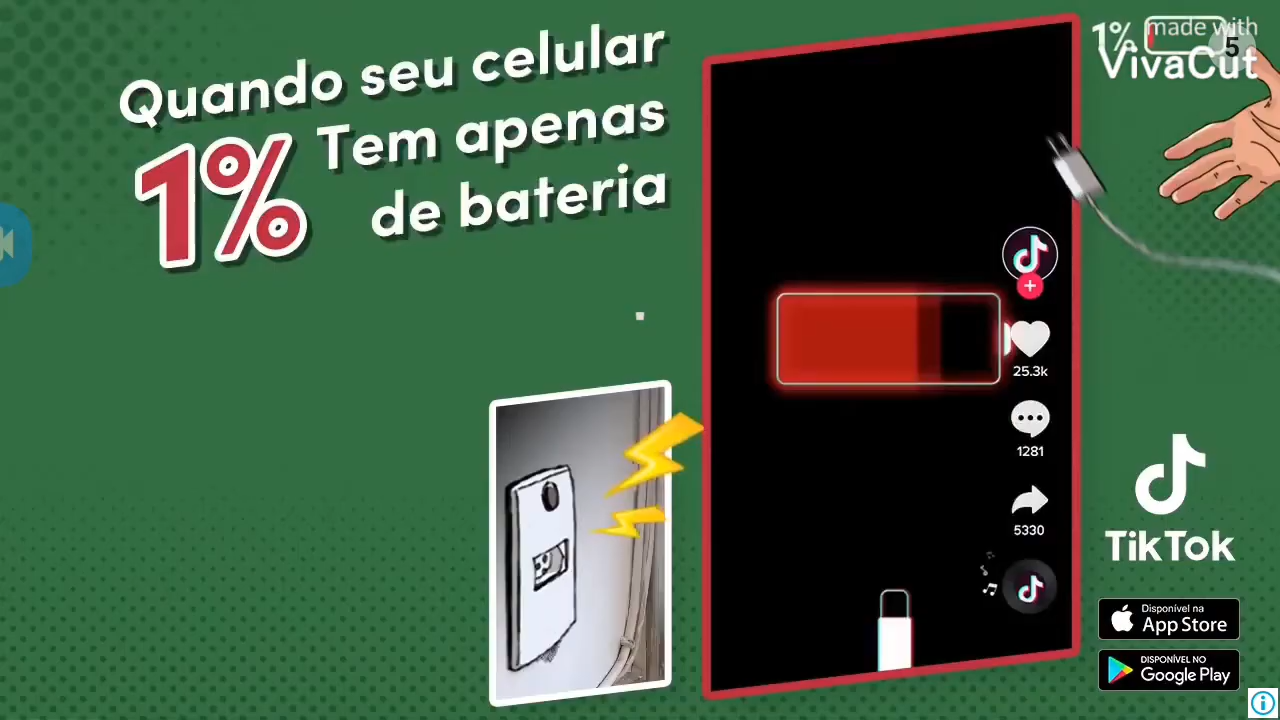 Quando seu celular
1% Tem apenas
de bateria
1%
made with
VivaCut
5
25.3k
1281
5330
TikTok
Disponível na
App Store
DISPONÍVEL NO
Google Play